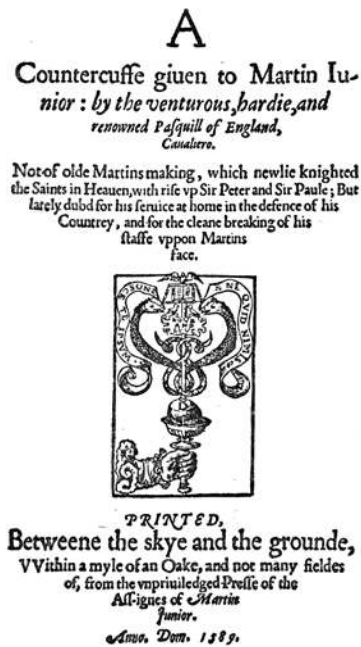 A
Countercuffe giuen to Martin Iu-
nior: by the venturous, hardie, and
renowned Pasquill of England,
Caualiero.
Not of olde Martins making, which newlie knighted
the Saints in Heauen, with rise vp Sir Peter and Sir Paule; But
lately dubd for his seruice at home in the defence of his
Countrey, and for the cleane breaking of his
staffe vppon Martins
face.
NE QVID NIMIS
PRINTED,
Betweene the skye and the grounde,
VVithin a myle of an Oake, and not many fieldes
of, from the vnpriuiledged Presse of the
Ass-ignes of Martin
Junior.
Anno. Dom. 1589.